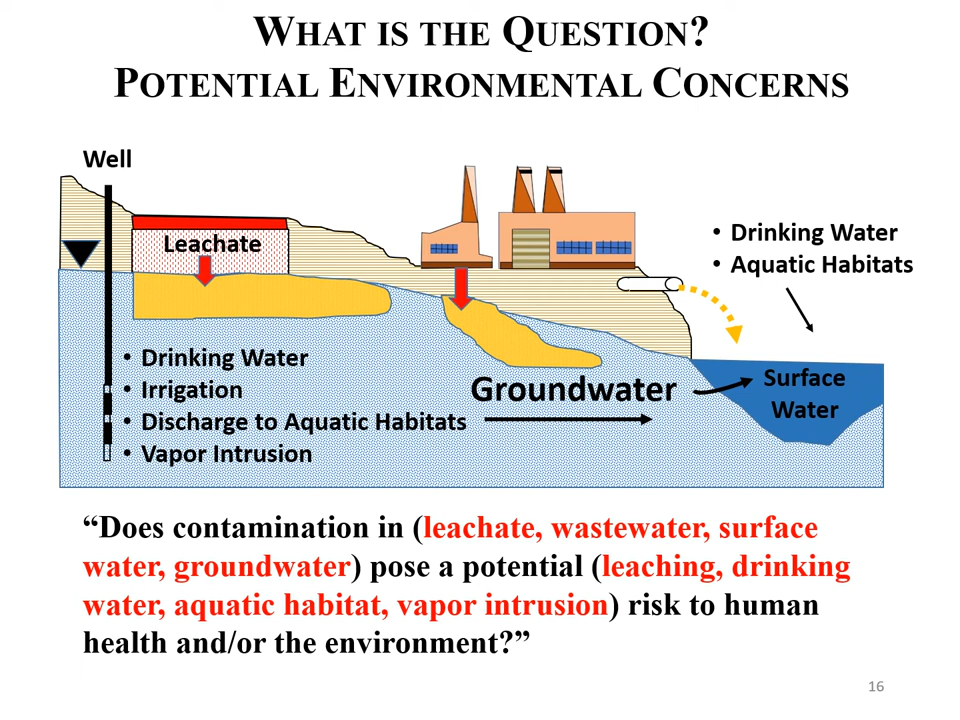 WHAT IS THE QUESTION?
POTENTIAL ENVIRONMENTAL CONCERNS
Well
Leachate
• Drinking Water
• Aquatic Habitats
• Drinking Water
• Irrigation
• Discharge to Aquatic Habitats
• Vapor Intrusion
Groundwater
Surface
Water
“Does contamination in (leachate, wastewater, surface
water, groundwater) pose a potential (leaching, drinking
water, aquatic habitat, vapor intrusion) risk to human
health and/or the environment?”
16